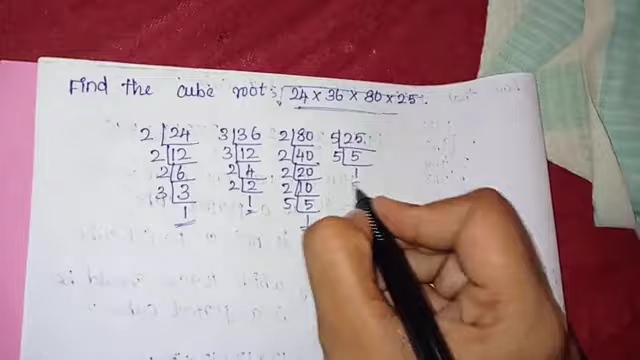 Find the cube root : ∛24 × 36 × 80 × 25.
2 | 24 3 | 36 2 | 80 5 | 25
2 | 12 3 | 12 2 | 40 5 | 5
2 | 6 2 | 4 2 | 20 1
3 | 3 2 | 2 2 | 10
1 1 5 | 5
1